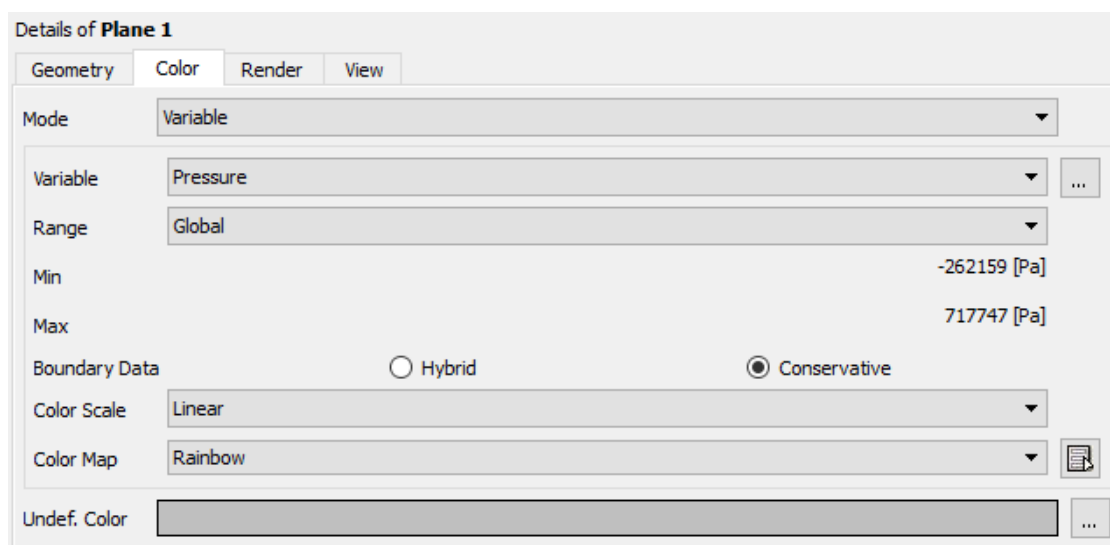 Details of Plane 1
Geometry Color Render View
Mode Variable
Variable Pressure ...
Range Global
Min -262159 [Pa]
Max 717747 [Pa]
Boundary Data Hybrid Conservative
Color Scale Linear
Color Map Rainbow
Undef. Color ...